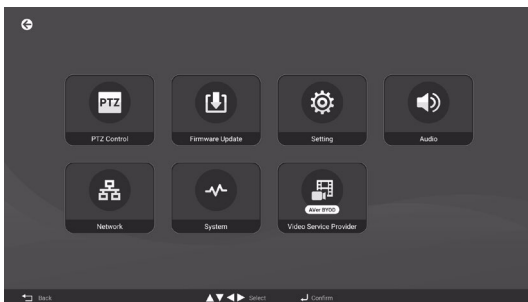 PTZ
PTZ Control
Firmware Update
Setting
Audio
AVer BYOD
Network
System
Video Service Provider
Back
Select
Confirm